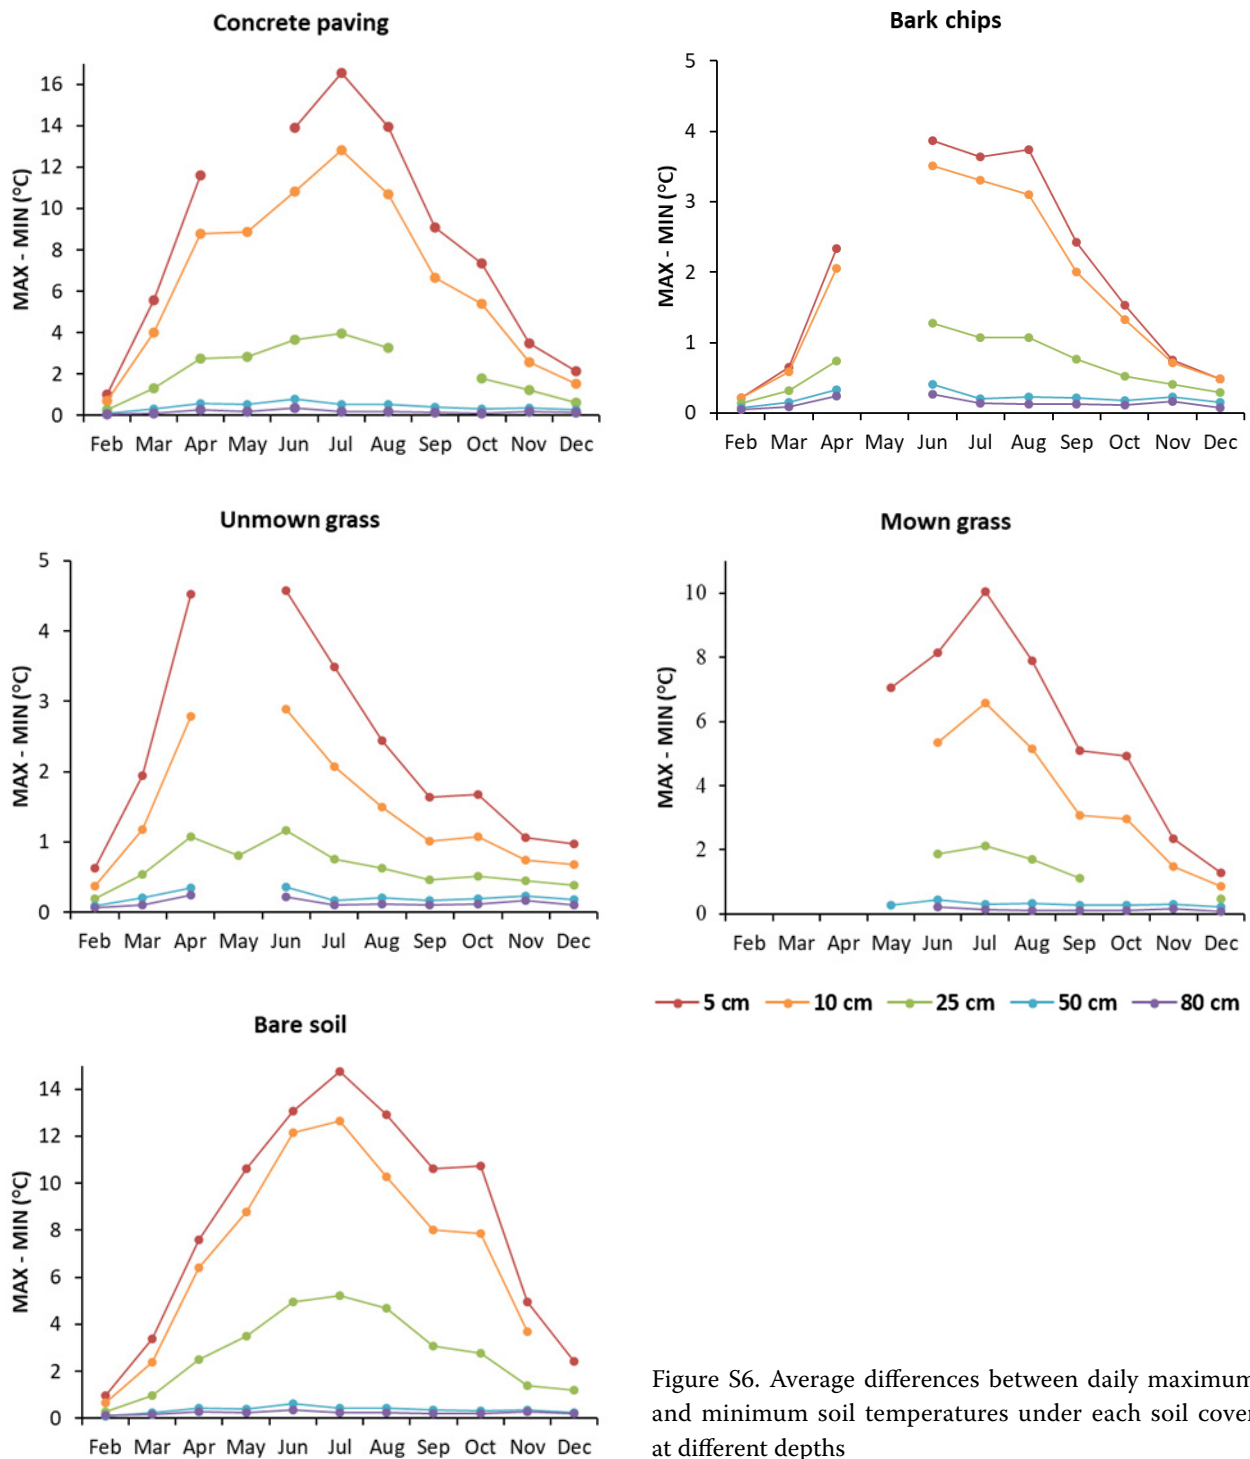 Concrete paving
MAX - MIN (°C)
16
14
12
10
8
6
4
2
0
Feb Mar Apr May Jun Jul Aug Sep Oct Nov Dec
Bark chips
MAX - MIN (°C)
5
4
3
2
1
0
Feb Mar Apr May Jun Jul Aug Sep Oct Nov Dec
Unmown grass
MAX - MIN (°C)
5
4
3
2
1
0
Feb Mar Apr May Jun Jul Aug Sep Oct Nov Dec
Mown grass
MAX - MIN (°C)
10
8
6
4
2
0
Feb Mar Apr May Jun Jul Aug Sep Oct Nov Dec
5 cm 10 cm 25 cm 50 cm 80 cm
Bare soil
MAX - MIN (°C)
14
12
10
8
6
4
2
0
Feb Mar Apr May Jun Jul Aug Sep Oct Nov Dec
Figure S6. Average differences between daily maximum
and minimum soil temperatures under each soil cover
at different depths